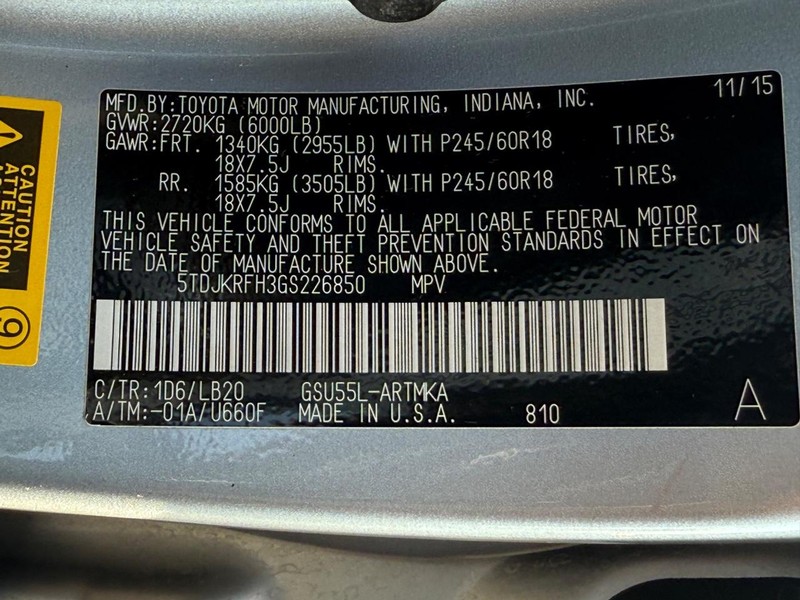 MFD.BY:TOYOTA MOTOR MANUFACTURING, INDIANA, INC. 11/15
GVWR:2720KG (6000LB)
GAWR:FRT. 1340KG (2955LB) WITH P245/60R18 TIRES,
18X7.5J RIMS.
RR. 1585KG (3505LB) WITH P245/60R18 TIRES,
18X7.5J RIMS.
THIS VEHICLE CONFORMS TO ALL APPLICABLE FEDERAL MOTOR
VEHICLE SAFETY AND THEFT PREVENTION STANDARDS IN EFFECT ON
THE DATE OF MANUFACTURE SHOWN ABOVE.
5TDJKRFH3GS226850 MPV
C/TR:1D6/LB20 GSU55L-ARTMKA
A/TM:-01A/U660F MADE IN U.S.A. 810 A
CAUTION
ATTENTION
9